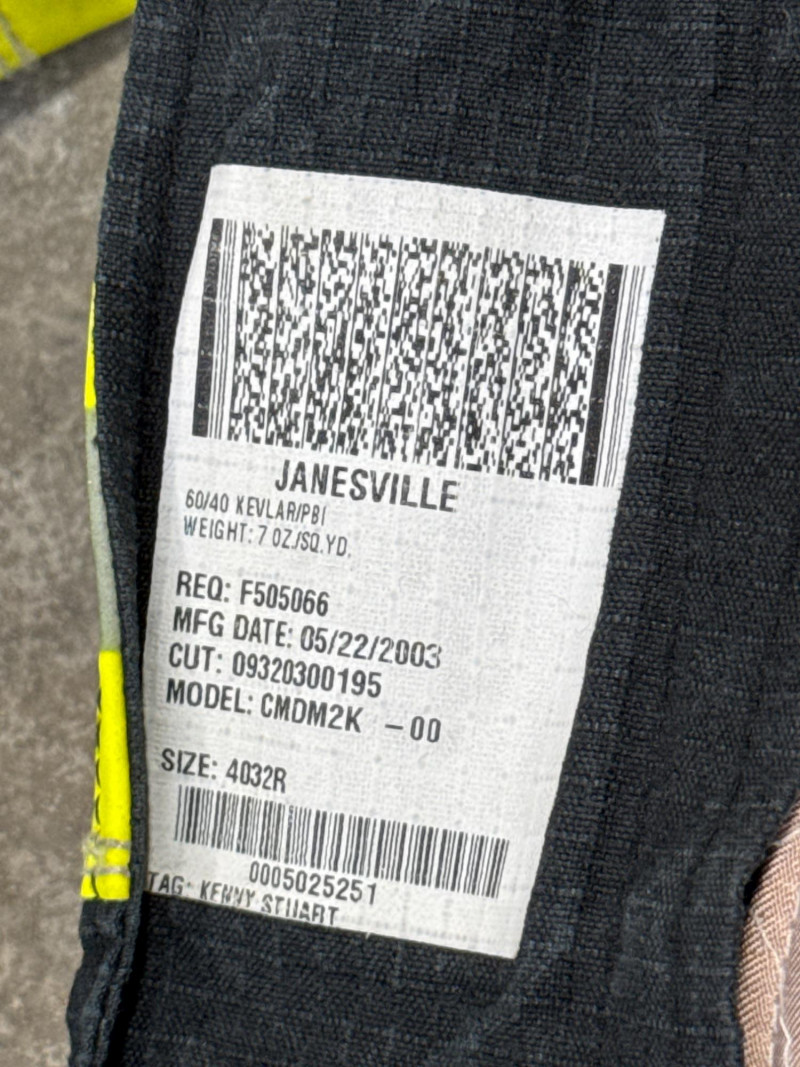 JANESVILLE
60/40 KEVLAR/PBI
WEIGHT: 7 OZ./SQ.YD.
REQ: F505066
MFG DATE: 05/22/2003
CUT: 09320300195
MODEL: CMDM2K -00
SIZE: 4032R
0005025251
TAG: KENNY STUART